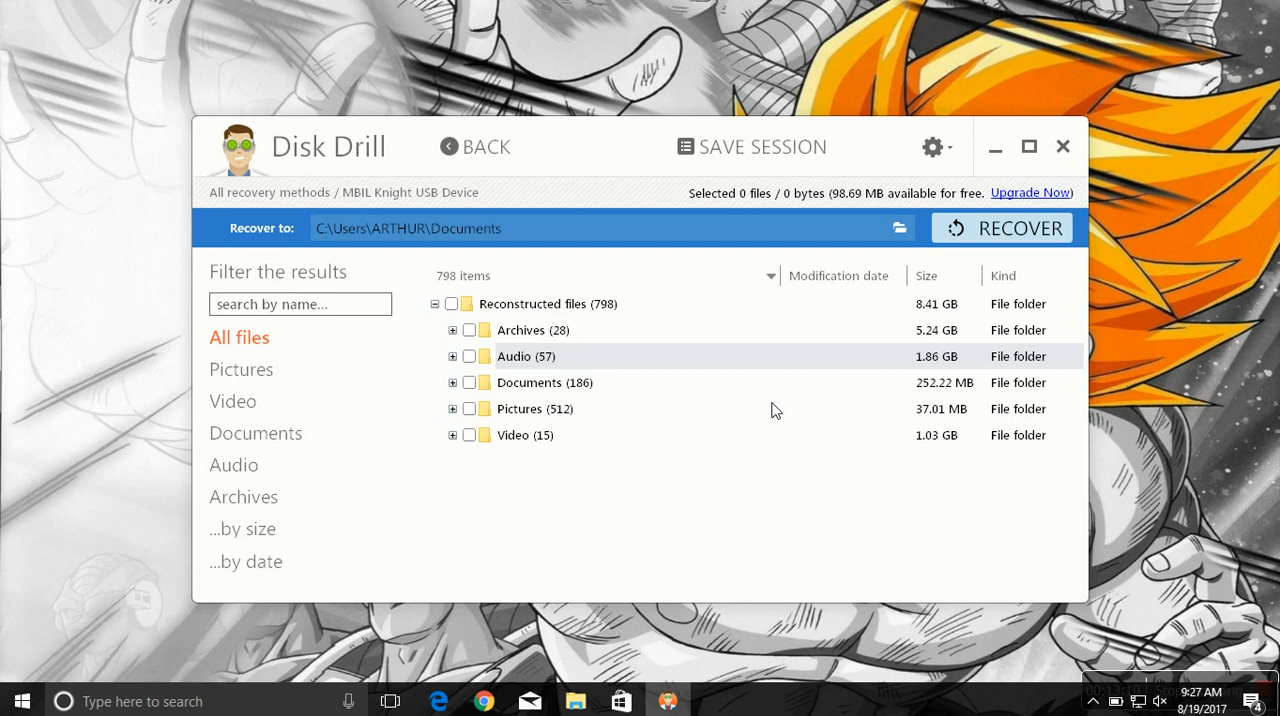 Disk Drill
BACK
SAVE SESSION
All recovery methods / MBIL Knight USB Device
Selected 0 files / 0 bytes (98.69 MB available for free. Upgrade Now)
Recover to:
C:\Users\ARTHUR\Documents
RECOVER
Filter the results
search by name...
All files
Pictures
Video
Documents
Audio
Archives
...by size
...by date
798 items
Modification date
Size
Kind
Reconstructed files (798)
8.41 GB
File folder
Archives (28)
5.24 GB
File folder
Audio (57)
1.86 GB
File folder
Documents (186)
252.22 MB
File folder
Pictures (512)
37.01 MB
File folder
Video (15)
1.03 GB
File folder
Type here to search
9:27 AM
8/19/2017
4